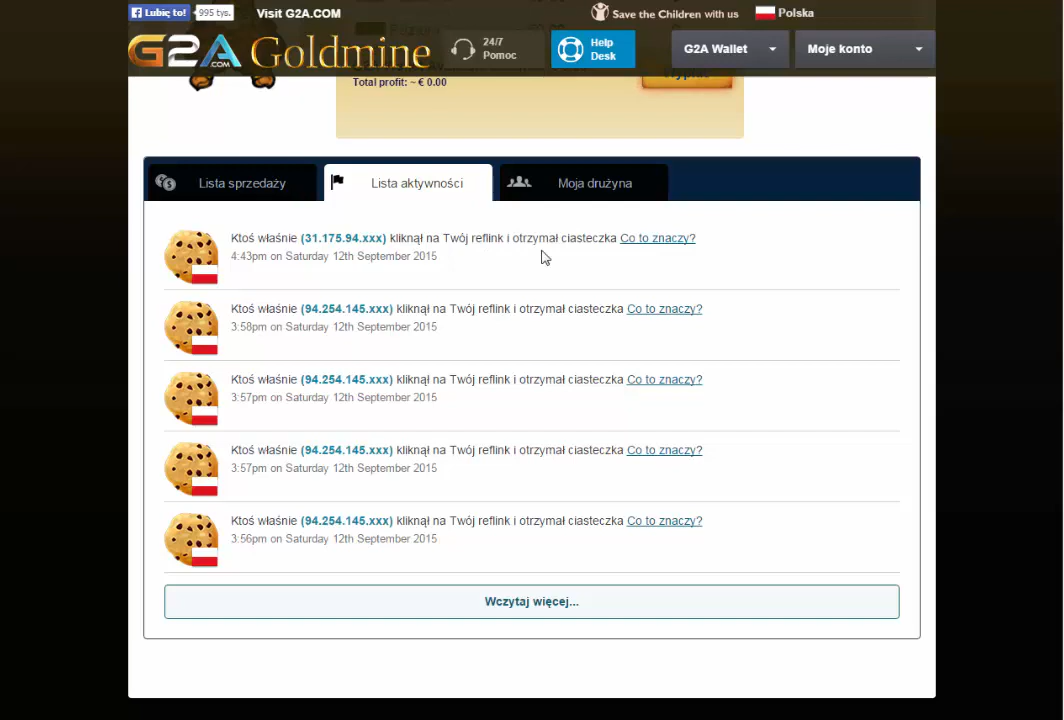 Lubię to! 995 tys. Visit G2A.COM Save the Children with us Polska
G2A.COM Goldmine 24/7 Pomoc Help Desk G2A Wallet Moje konto
Total profit: ~ € 0.00
Lista sprzedaży Lista aktywności Moja drużyna
Ktoś właśnie (31.175.94.xxx) kliknął na Twój reflink i otrzymał ciasteczka Co to znaczy?
4:43pm on Saturday 12th September 2015
Ktoś właśnie (94.254.145.xxx) kliknął na Twój reflink i otrzymał ciasteczka Co to znaczy?
3:58pm on Saturday 12th September 2015
Ktoś właśnie (94.254.145.xxx) kliknął na Twój reflink i otrzymał ciasteczka Co to znaczy?
3:57pm on Saturday 12th September 2015
Ktoś właśnie (94.254.145.xxx) kliknął na Twój reflink i otrzymał ciasteczka Co to znaczy?
3:57pm on Saturday 12th September 2015
Ktoś właśnie (94.254.145.xxx) kliknął na Twój reflink i otrzymał ciasteczka Co to znaczy?
3:56pm on Saturday 12th September 2015
Wczytaj więcej...